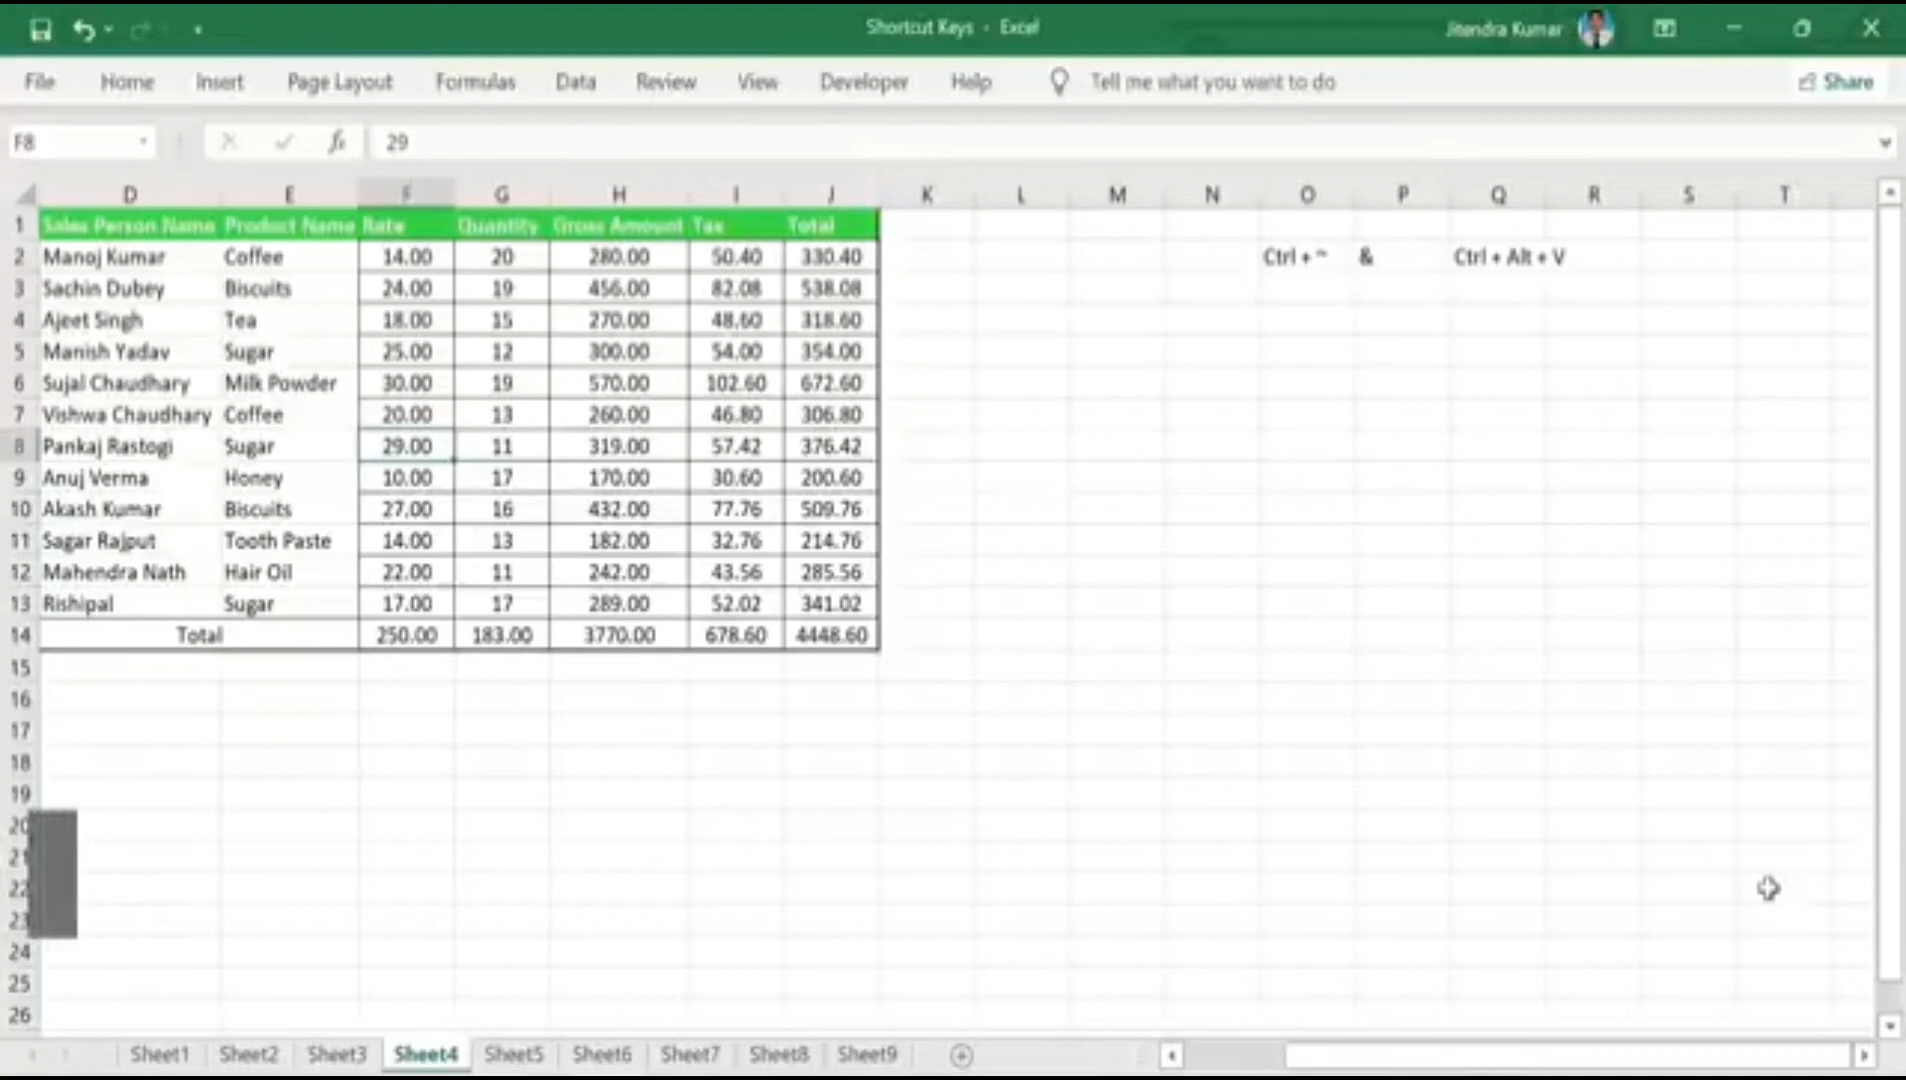 Shortcut Keys - Excel
Jitendra Kumar
File Home Insert Page Layout Formulas Data Review View Developer Help Tell me what you want to do Share
F8 fx 29
D E F G H I J K L M N O P Q R S T
1 Sales Person Name Product Name Rate Quantity Gross Amount Tax Total
2 Manoj Kumar Coffee 14.00 20 280.00 50.40 330.40 Ctrl + ~ & Ctrl + Alt + V
3 Sachin Dubey Biscuits 24.00 19 456.00 82.08 538.08
4 Ajeet Singh Tea 18.00 15 270.00 48.60 318.60
5 Manish Yadav Sugar 25.00 12 300.00 54.00 354.00
6 Sujal Chaudhary Milk Powder 30.00 19 570.00 102.60 672.60
7 Vishwa Chaudhary Coffee 20.00 13 260.00 46.80 306.80
8 Pankaj Rastogi Sugar 29.00 11 319.00 57.42 376.42
9 Anuj Verma Honey 10.00 17 170.00 30.60 200.60
10 Akash Kumar Biscuits 27.00 16 432.00 77.76 509.76
11 Sagar Rajput Tooth Paste 14.00 13 182.00 32.76 214.76
12 Mahendra Nath Hair Oil 22.00 11 242.00 43.56 285.56
13 Rishipal Sugar 17.00 17 289.00 52.02 341.02
14 Total 250.00 183.00 3770.00 678.60 4448.60
15
16
17
18
19
20
21
22
23
24
25
26
Sheet1 Sheet2 Sheet3 Sheet4 Sheet5 Sheet6 Sheet7 Sheet8 Sheet9